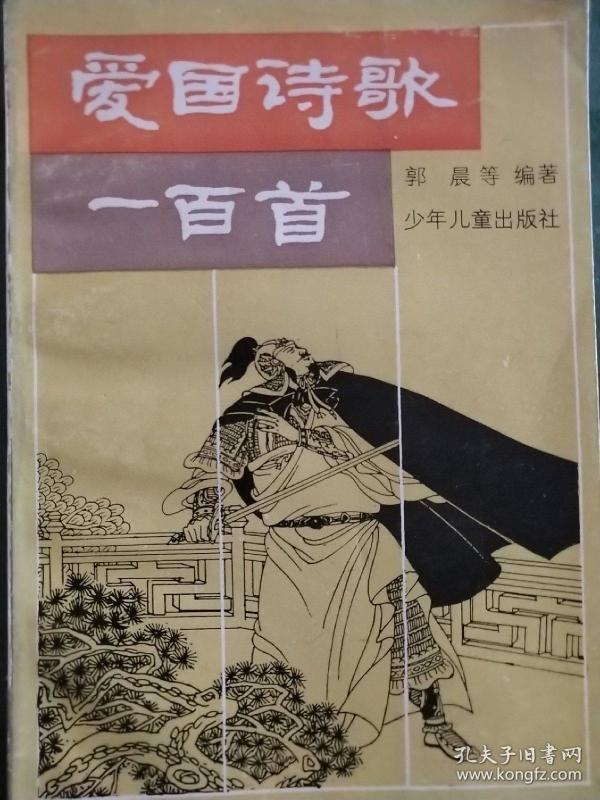 爱国诗歌
一百首
郭 晨等 编著
少年儿童出版社
孔夫子旧書网
www.kongfz.com